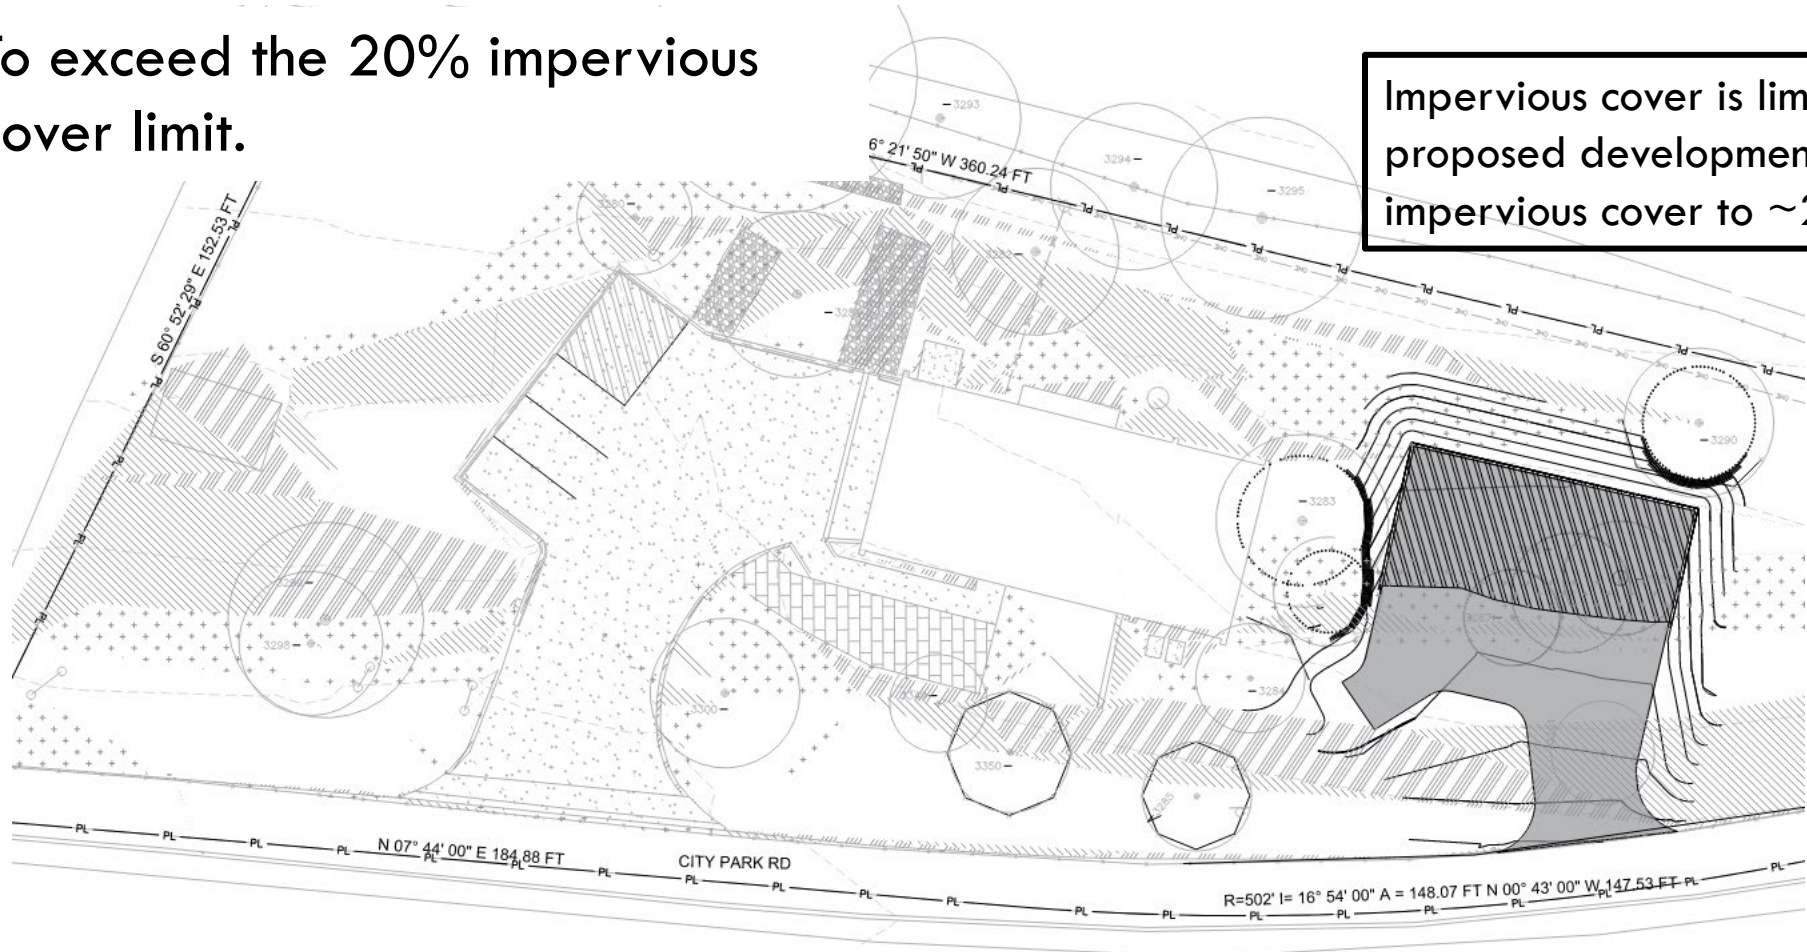 o exceed the 20% impervious
over limit.
Impervious cover is lim
proposed developmen
impervious cover to ~2
6° 21' 50" W 360.24 FT
S 60° 52' 29" E 152.53 FT
3293
3294
3295
3290
3283
3284
3298
3300
3350
3285
N 07° 44' 00" E 184.88 FT
CITY PARK RD
R=502' I= 16° 54' 00" A = 148.07 FT N 00° 43' 00" W 147.53 FT
PL